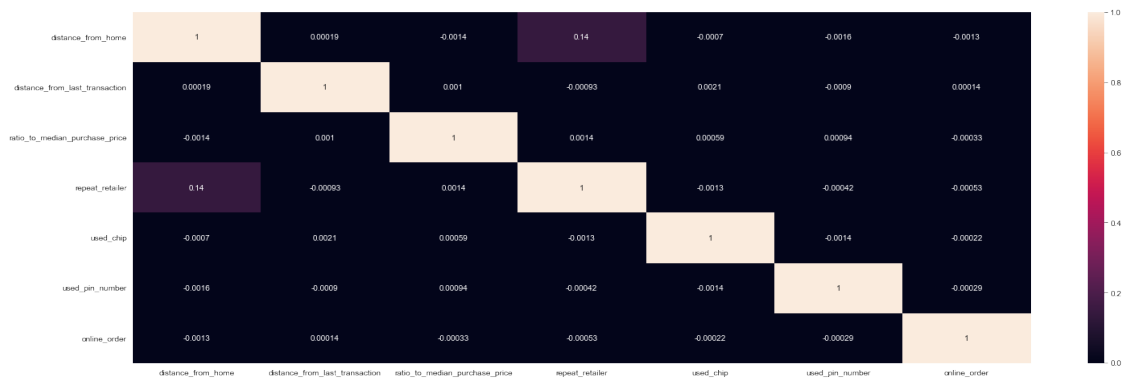 1.0
distance_from_home 1 0.00019 -0.0014 0.14 -0.0007 -0.0016 -0.0013
distance_from_last_transaction 0.00019 1 0.001 -0.00093 0.0021 -0.0009 0.00014
0.8
ratio_to_median_purchase_price -0.0014 0.001 1 0.0014 0.00059 0.00094 -0.00033
0.6
repeat_retailer 0.14 -0.00093 0.0014 1 -0.0013 -0.00042 -0.00053
0.4
used_chip -0.0007 0.0021 0.00059 -0.0013 1 -0.0014 -0.00022
used_pin_number -0.0016 -0.0009 0.00094 -0.00042 -0.0014 1 -0.00029
0.2
online_order -0.0013 0.00014 -0.00033 -0.00053 -0.00022 -0.00029 1
0.0
distance_from_home distance_from_last_transaction ratio_to_median_purchase_price repeat_retailer used_chip used_pin_number online_order